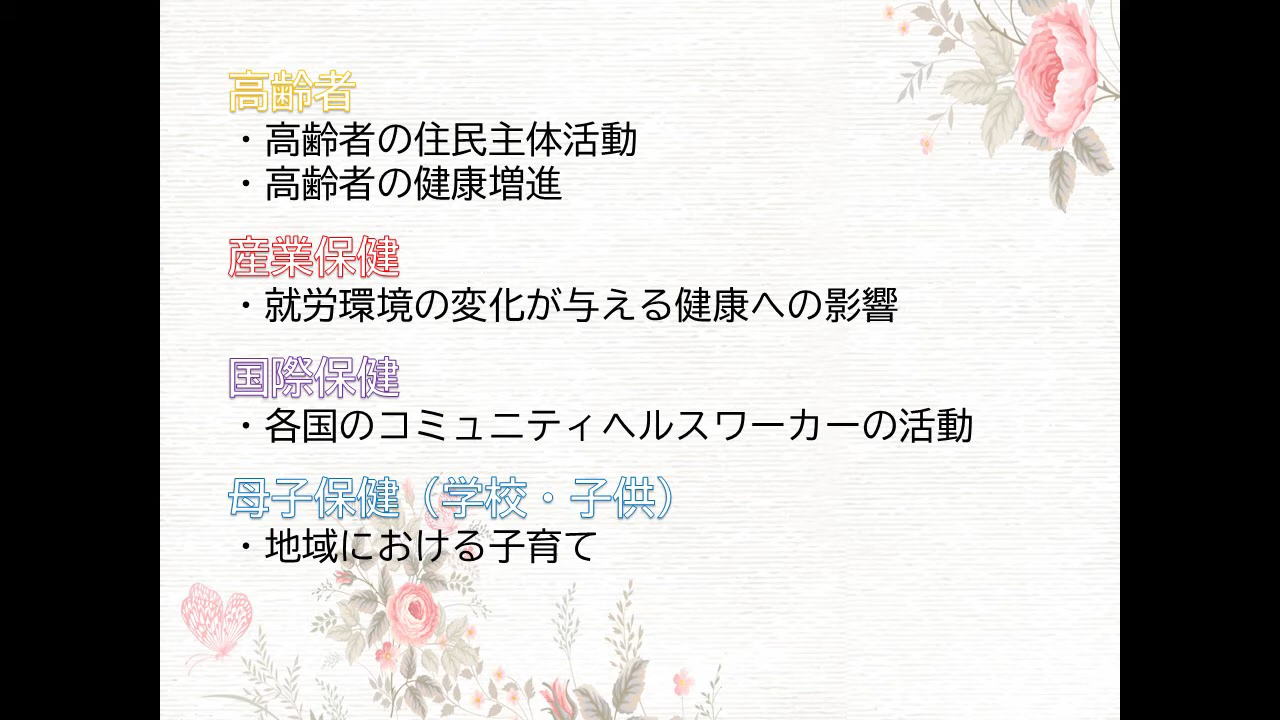 高齢者
・高齢者の住民主体活動
・高齢者の健康増進
産業保健
・就労環境の変化が与える健康への影響
国際保健
・各国のコミュニティヘルスワーカーの活動
母子保健（学校・子供）
・地域における子育て